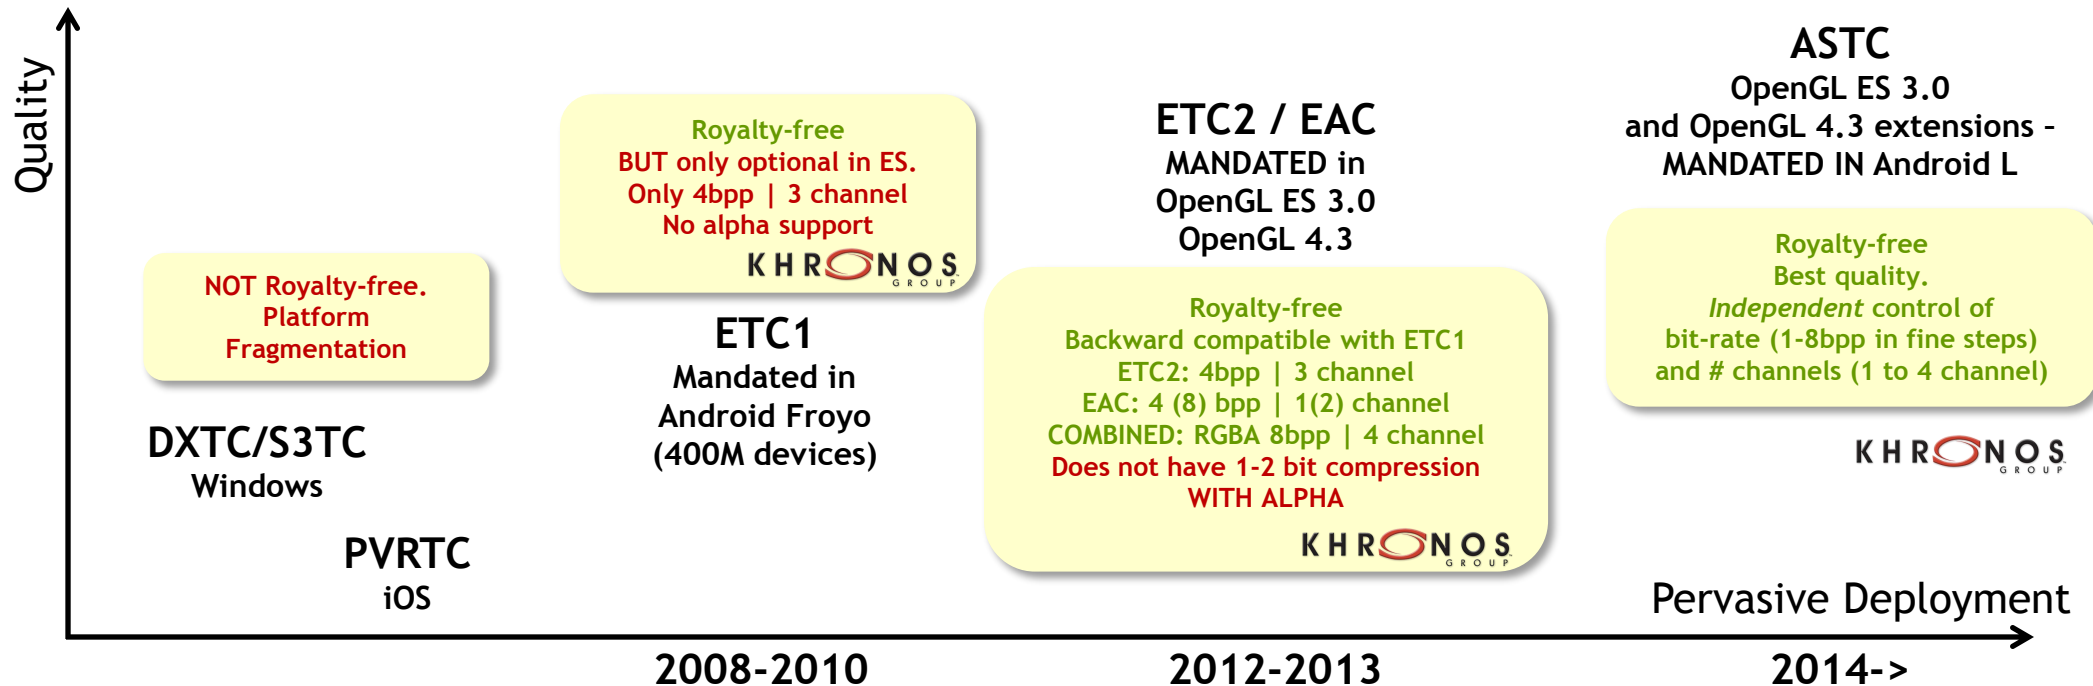 Quality
NOT Royalty-free.
Platform
Fragmentation
DXTC/S3TC
Windows
PVRTC
iOS
Royalty-free
BUT only optional in ES.
Only 4bpp | 3 channel
No alpha support
KHRONOS
GROUP
ETC1
Mandated in
Android Froyo
(400M devices)
ETC2 / EAC
MANDATED in
OpenGL ES 3.0
OpenGL 4.3
Royalty-free
Backward compatible with ETC1
ETC2: 4bpp | 3 channel
EAC: 4 (8) bpp | 1(2) channel
COMBINED: RGBA 8bpp | 4 channel
Does not have 1-2 bit compression
WITH ALPHA
KHRONOS
GROUP
ASTC
OpenGL ES 3.0
and OpenGL 4.3 extensions –
MANDATED IN Android L
Royalty-free
Best quality.
Independent control of
bit-rate (1-8bpp in fine steps)
and # channels (1 to 4 channel)
KHRONOS
GROUP
Pervasive Deployment
2008-2010
2012-2013
2014->